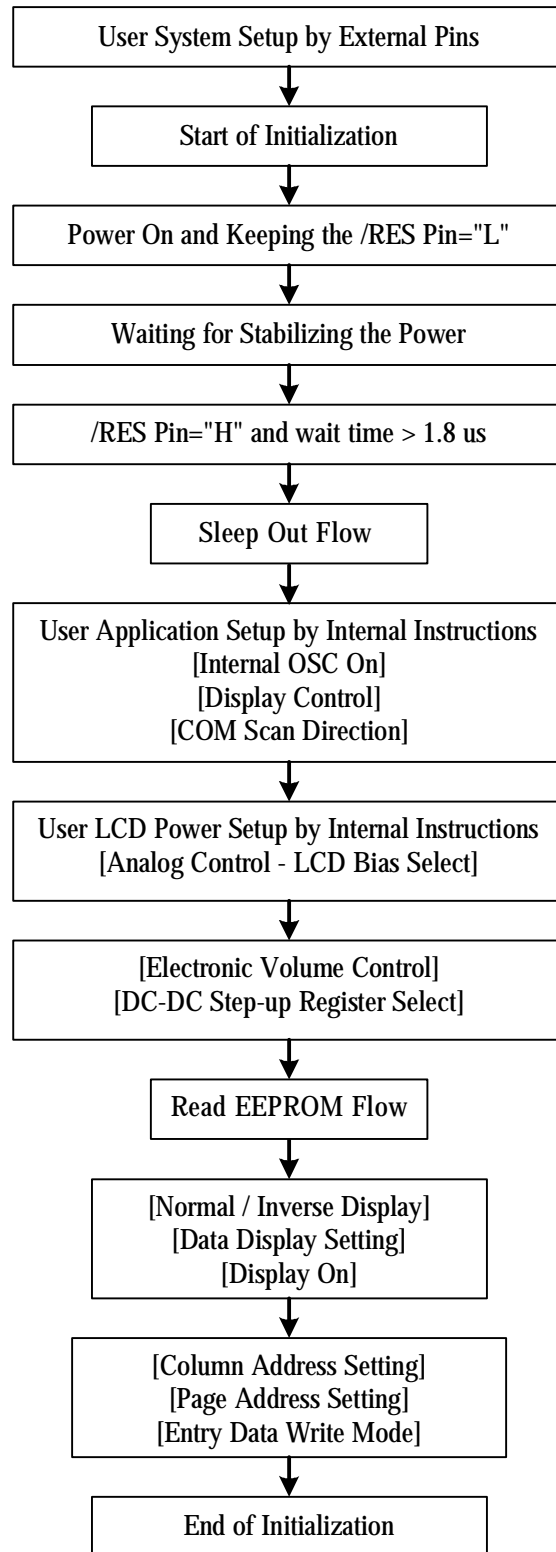 User System Setup by External Pins
Start of Initialization
Power On and Keeping the /RES Pin="L"
Waiting for Stabilizing the Power
/RES Pin="H" and wait time > 1.8 us
Sleep Out Flow
User Application Setup by Internal Instructions
[Internal OSC On]
[Display Control]
[COM Scan Direction]
User LCD Power Setup by Internal Instructions
[Analog Control - LCD Bias Select]
[Electronic Volume Control]
[DC-DC Step-up Register Select]
Read EEPROM Flow
[Normal / Inverse Display]
[Data Display Setting]
[Display On]
[Column Address Setting]
[Page Address Setting]
[Entry Data Write Mode]
End of Initialization